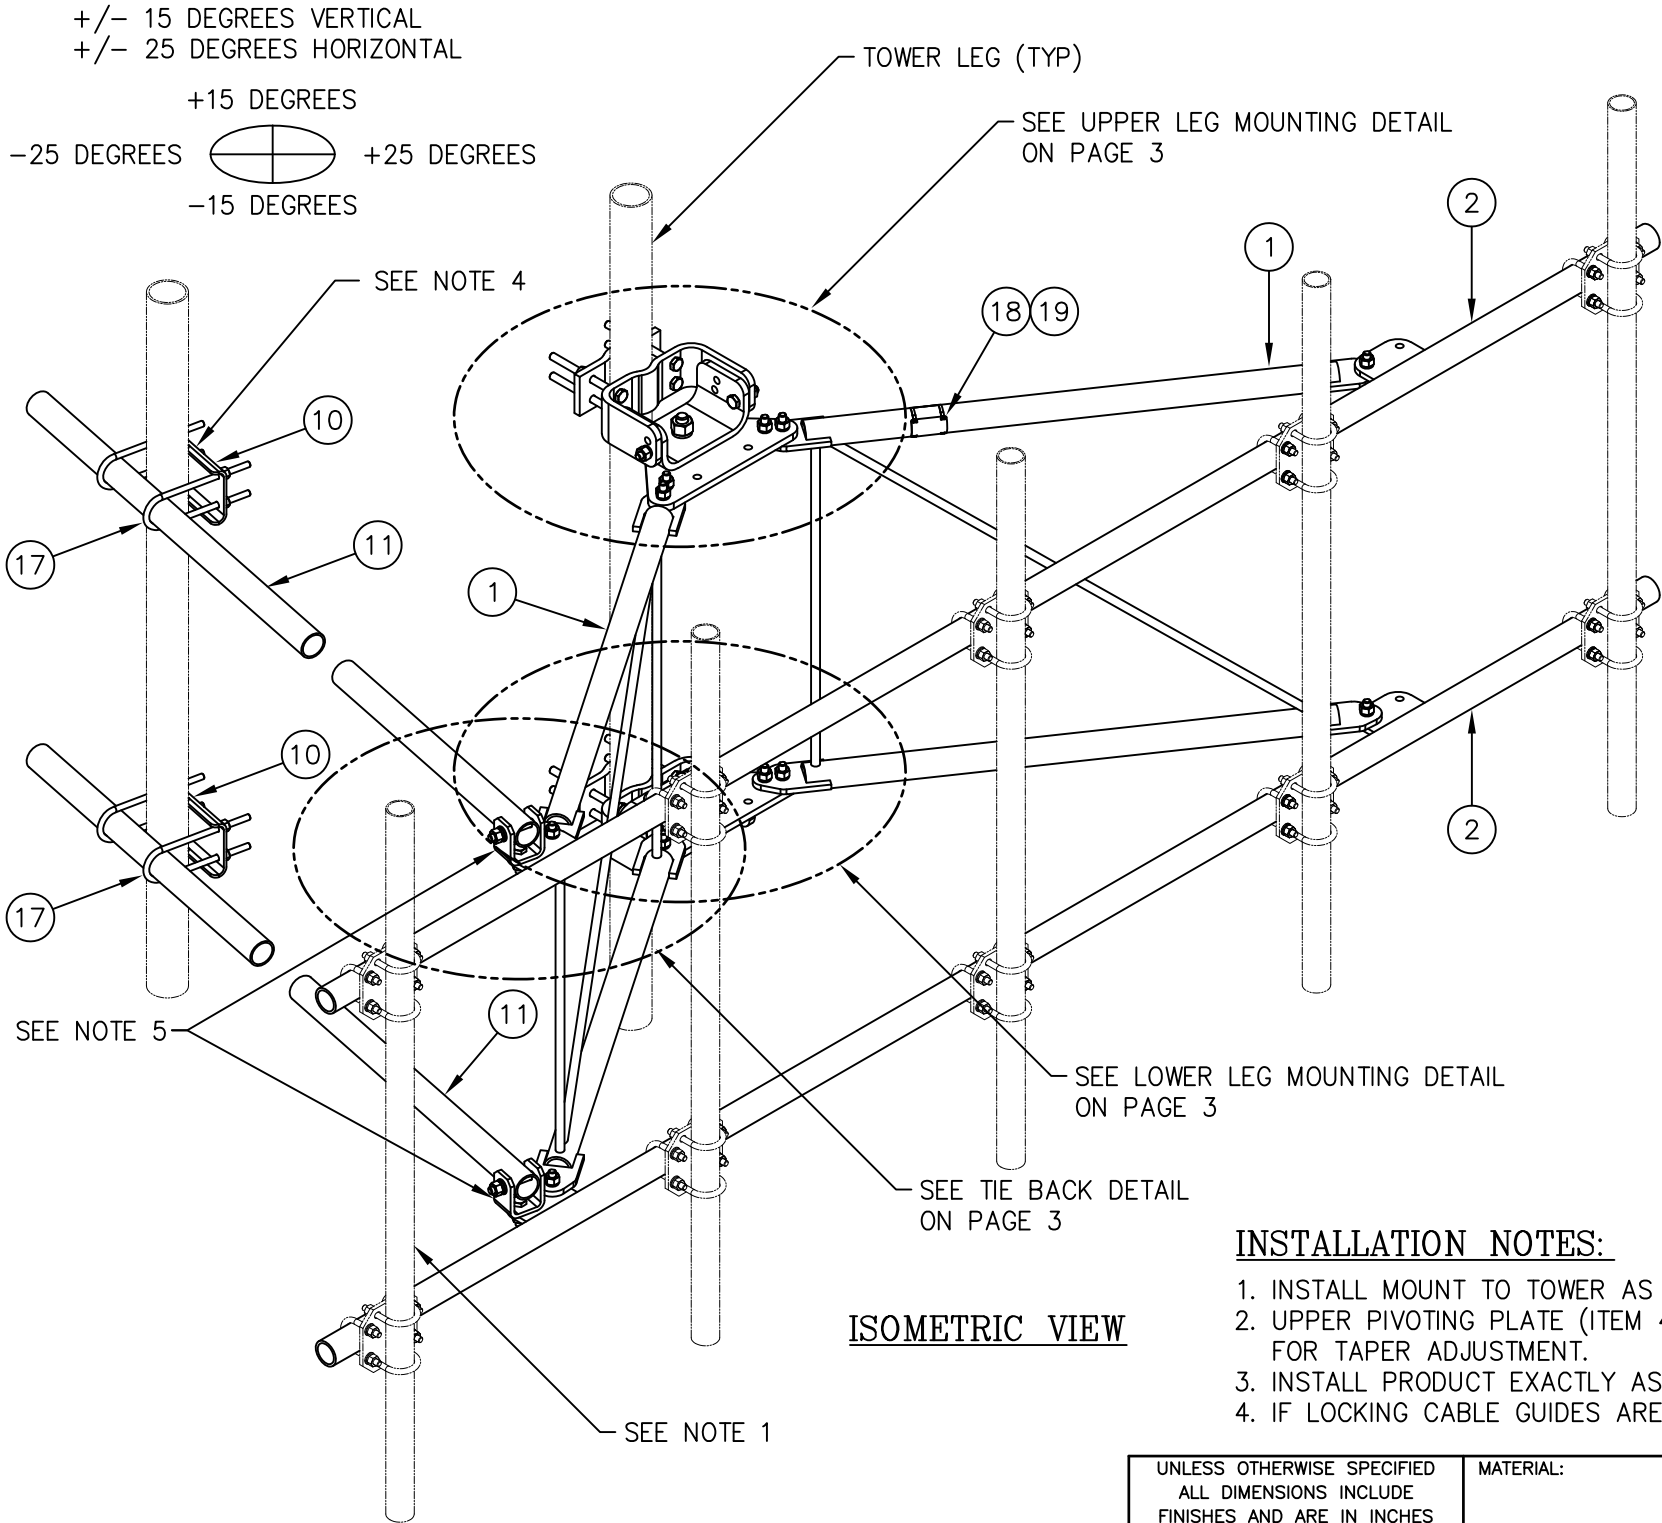 +/- 15 DEGREES VERTICAL
+/- 25 DEGREES HORIZONTAL
+15 DEGREES
-25 DEGREES
+25 DEGREES
-15 DEGREES
TOWER LEG (TYP)
SEE UPPER LEG MOUNTING DETAIL
ON PAGE 3
2
1
SEE NOTE 4
18 19
10
11
17
1
10
2
17
11
SEE NOTE 5
SEE LOWER LEG MOUNTING DETAIL
ON PAGE 3
SEE TIE BACK DETAIL
ON PAGE 3
ISOMETRIC VIEW
SEE NOTE 1
INSTALLATION NOTES:
1. INSTALL MOUNT TO TOWER AS
2. UPPER PIVOTING PLATE (ITEM
FOR TAPER ADJUSTMENT.
3. INSTALL PRODUCT EXACTLY AS
4. IF LOCKING CABLE GUIDES ARE
UNLESS OTHERWISE SPECIFIED
ALL DIMENSIONS INCLUDE
FINISHES AND ARE IN INCHES
MATERIAL: